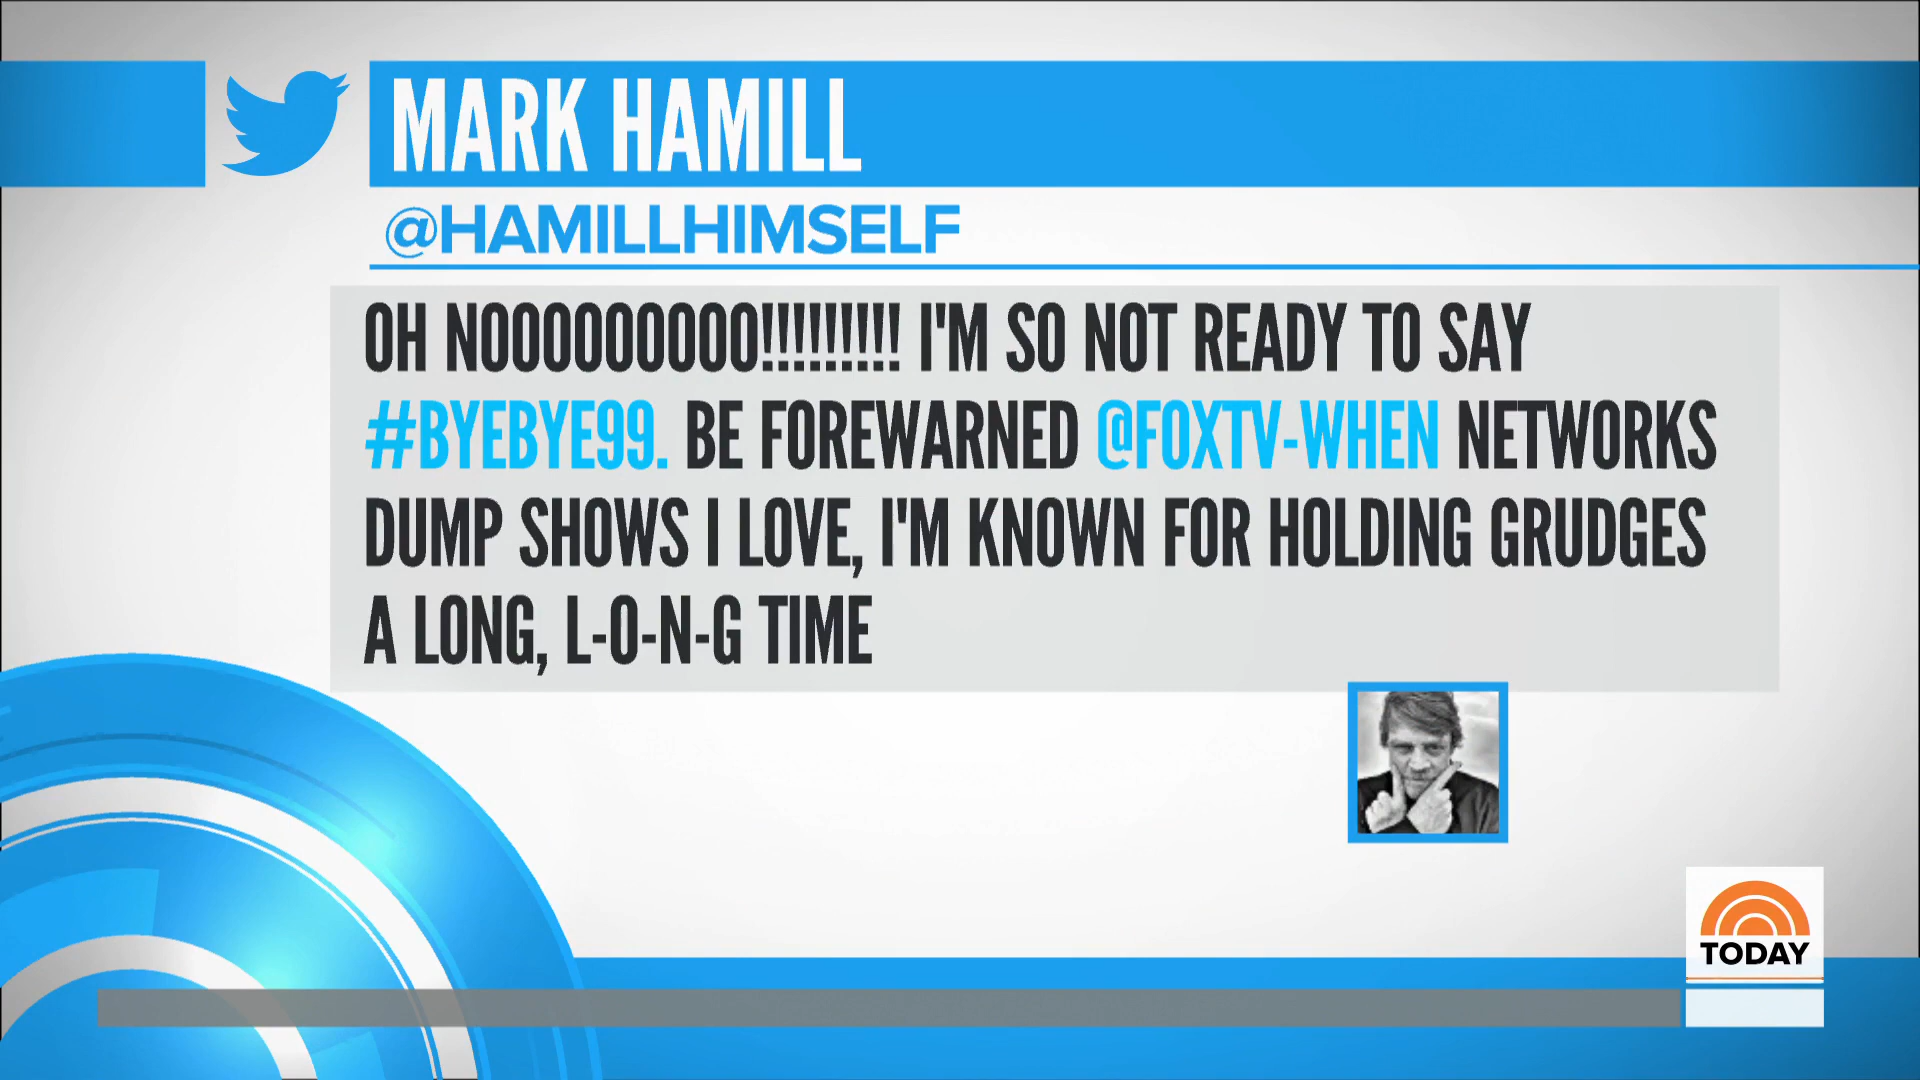 MARK HAMILL
@HAMILLHIMSELF
OH NOOOOOOOOO!!!!!!!!! I'M SO NOT READY TO SAY
#BYEBYE99. BE FOREWARNED @FOXTV-WHEN NETWORKS
DUMP SHOWS I LOVE, I'M KNOWN FOR HOLDING GRUDGES
A LONG, L-O-N-G TIME
TODAY